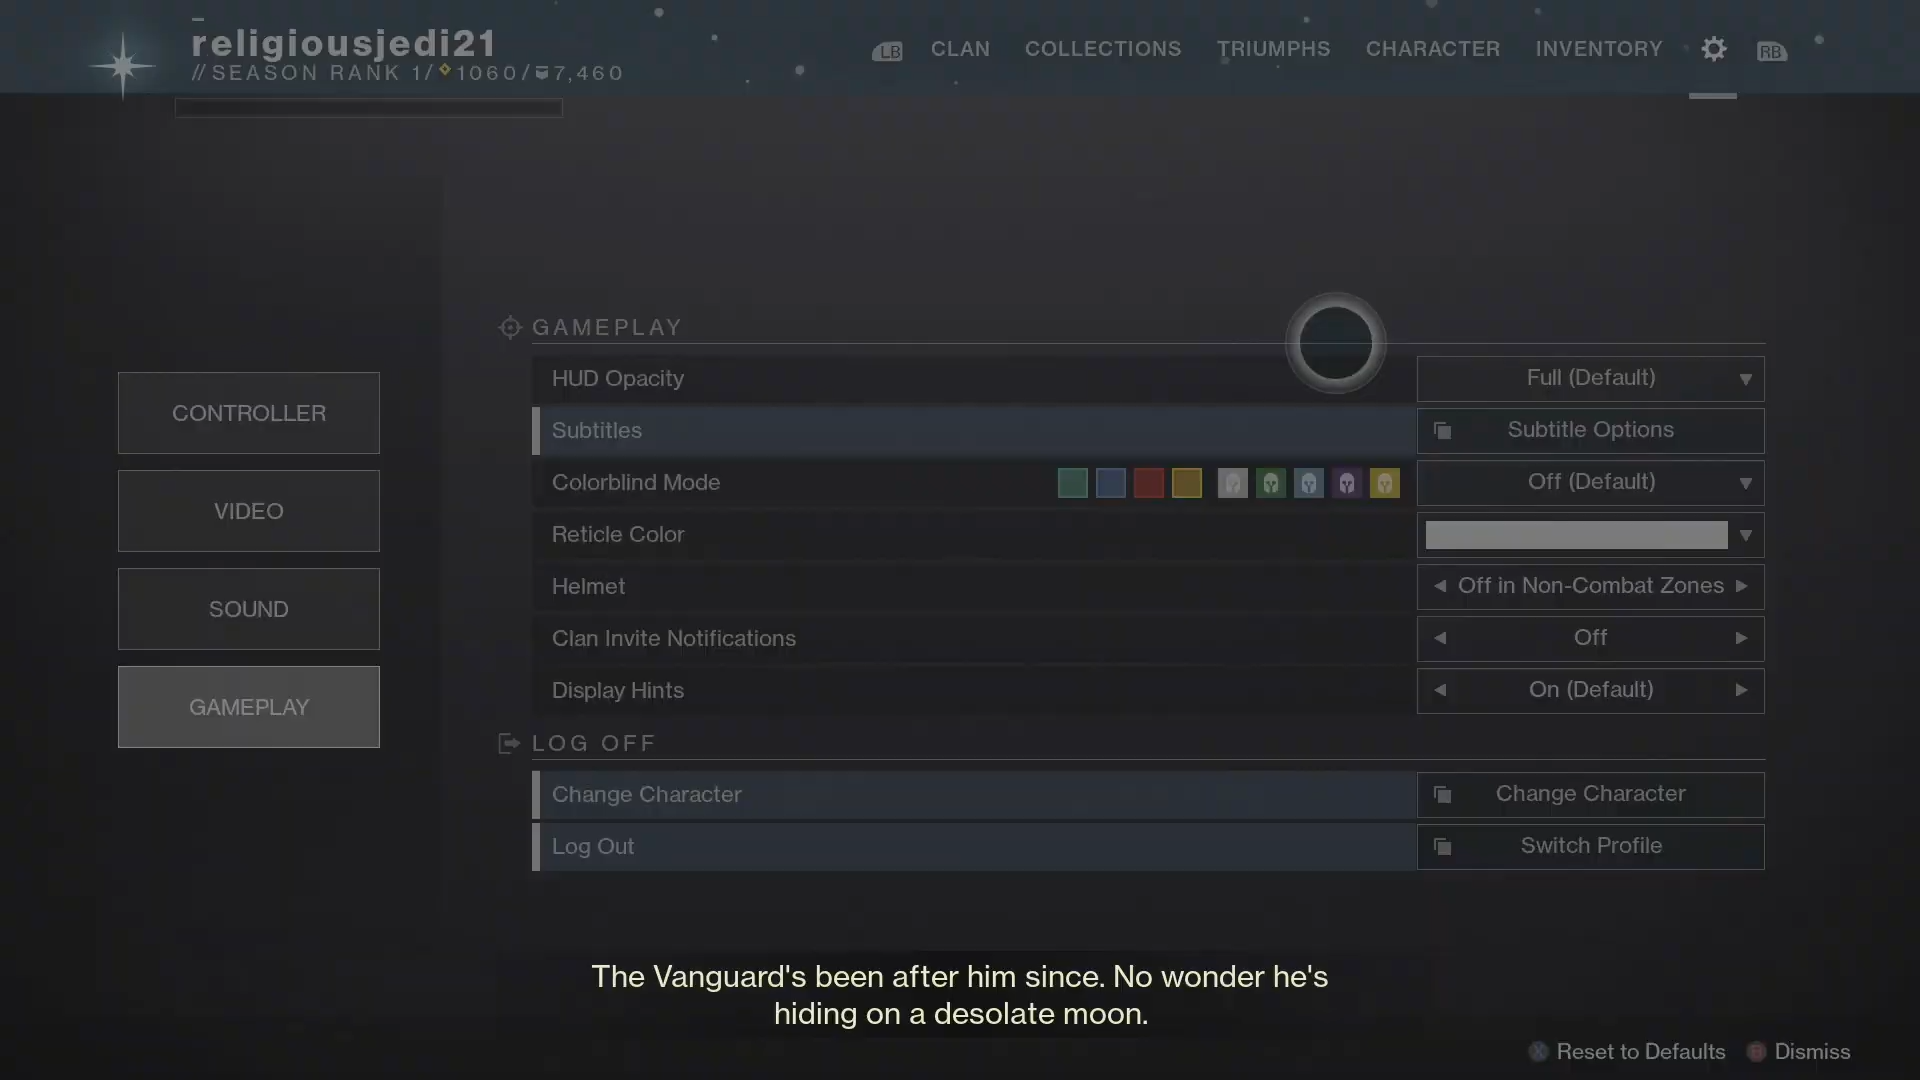 religiousjedi21
// SEASON RANK 1/1060/7,460
LB CLAN COLLECTIONS TRIUMPHS CHARACTER INVENTORY RB
GAMEPLAY
HUD Opacity Full (Default)
CONTROLLER
Subtitles Subtitle Options
Colorblind Mode Off (Default)
VIDEO
Reticle Color
Helmet Off in Non-Combat Zones
SOUND
Clan Invite Notifications Off
Display Hints On (Default)
GAMEPLAY
LOG OFF
Change Character Change Character
Log Out Switch Profile
The Vanguard's been after him since. No wonder he's
hiding on a desolate moon.
X Reset to Defaults B Dismiss